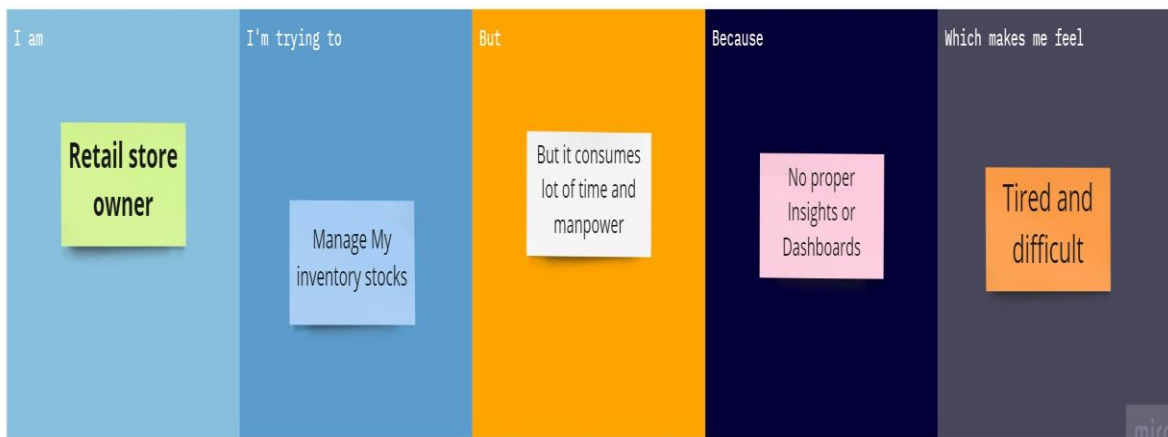 I am
Retail store
owner
I'm trying to
Manage My
inventory stocks
But
But it consumes
lot of time and
manpower
Because
No proper
Insights or
Dashboards
Which makes me feel
Tired and
difficult